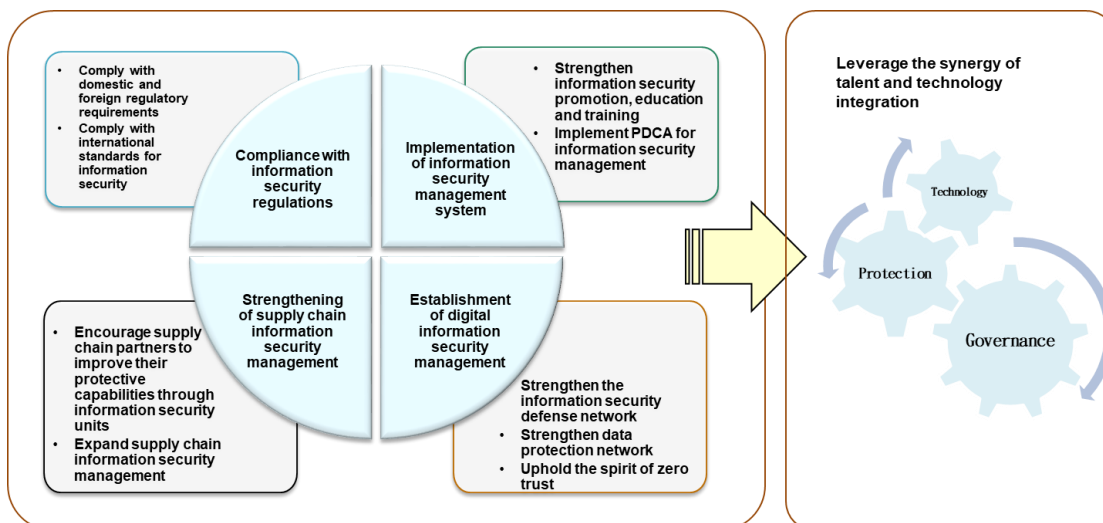 • Comply with
domestic and
foreign regulatory
requirements
• Comply with
international
standards for
information
security
Compliance with
information
security
regulations
Implementation
of information
security
management
system
• Strengthen
information security
promotion, education
and training
• Implement PDCA for
information security
management
• Encourage supply
chain partners to
improve their
protective
capabilities through
information security
units
• Expand supply chain
information security
management
Strengthening
of supply chain
information
security
management
Establishment
of digital
information
security
management
Strengthen the
information security
defense network
• Strengthen data
protection network
• Uphold the spirit of zero
trust
Leverage the synergy of
talent and technology
integration
Technology
Protection
Governance